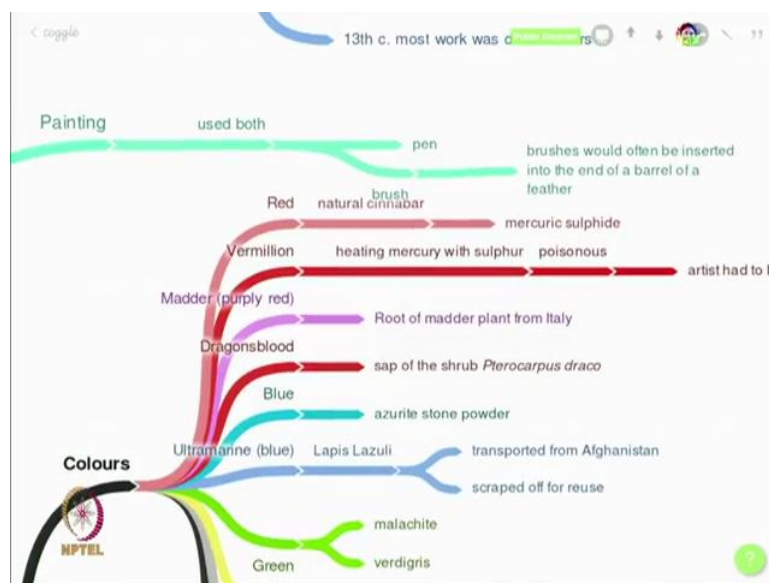 coggle
13th c. most work was
Painting
used both
pen
brushes would often be inserted
into the end of a barrel of a
feather
brush
Red
natural cinnabar
mercuric sulphide
Vermillion
heating mercury with sulphur
poisonous
artist had to
Madder (purply red)
Root of madder plant from Italy
Dragonsblood
sap of the shrub Pterocarpus draco
Blue
azurite stone powder
Ultramarine (blue)
Lapis Lazuli
transported from Afghanistan
scraped off for reuse
Colours
malachite
verdigris
Green
NPTEL
?